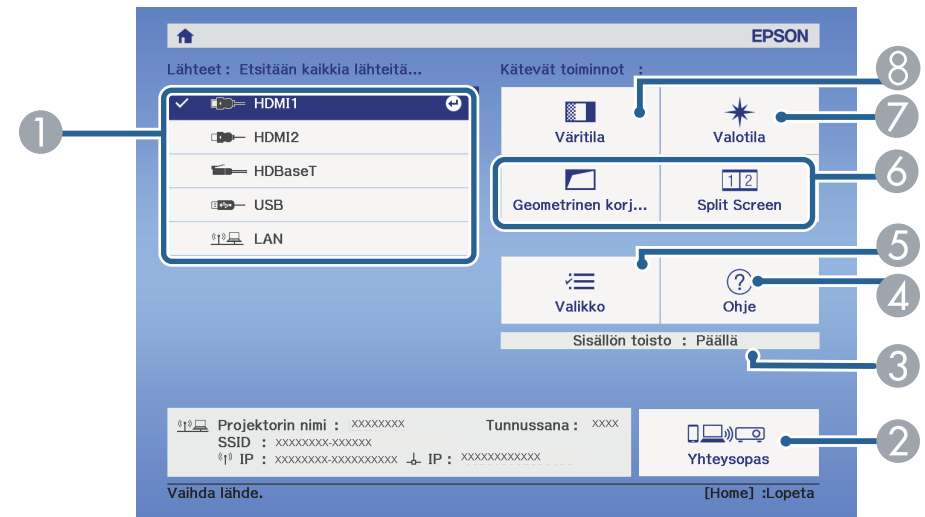 EPSON
Lähteet : Etsitään kaikkia lähteitä...
HDMI1
HDMI2
HDBaseT
USB
LAN
Kätevät toiminnot :
Väritila
Valotila
Geometrinen korj...
1 2
Split Screen
Valikko
?
Ohje
Sisällön toisto : Päällä
Projektorin nimi : XXXXXXXX
Tunnussana : XXXX
SSID : XXXXXXXX-XXXXXX
IP : XXXXXXXX-XXXXXXXXXX
IP : XXXXXXXXXXXX
Yhteysopas
Vaihda lähde.
[Home] :Lopeta
1
8
7
6
5
4
3
2